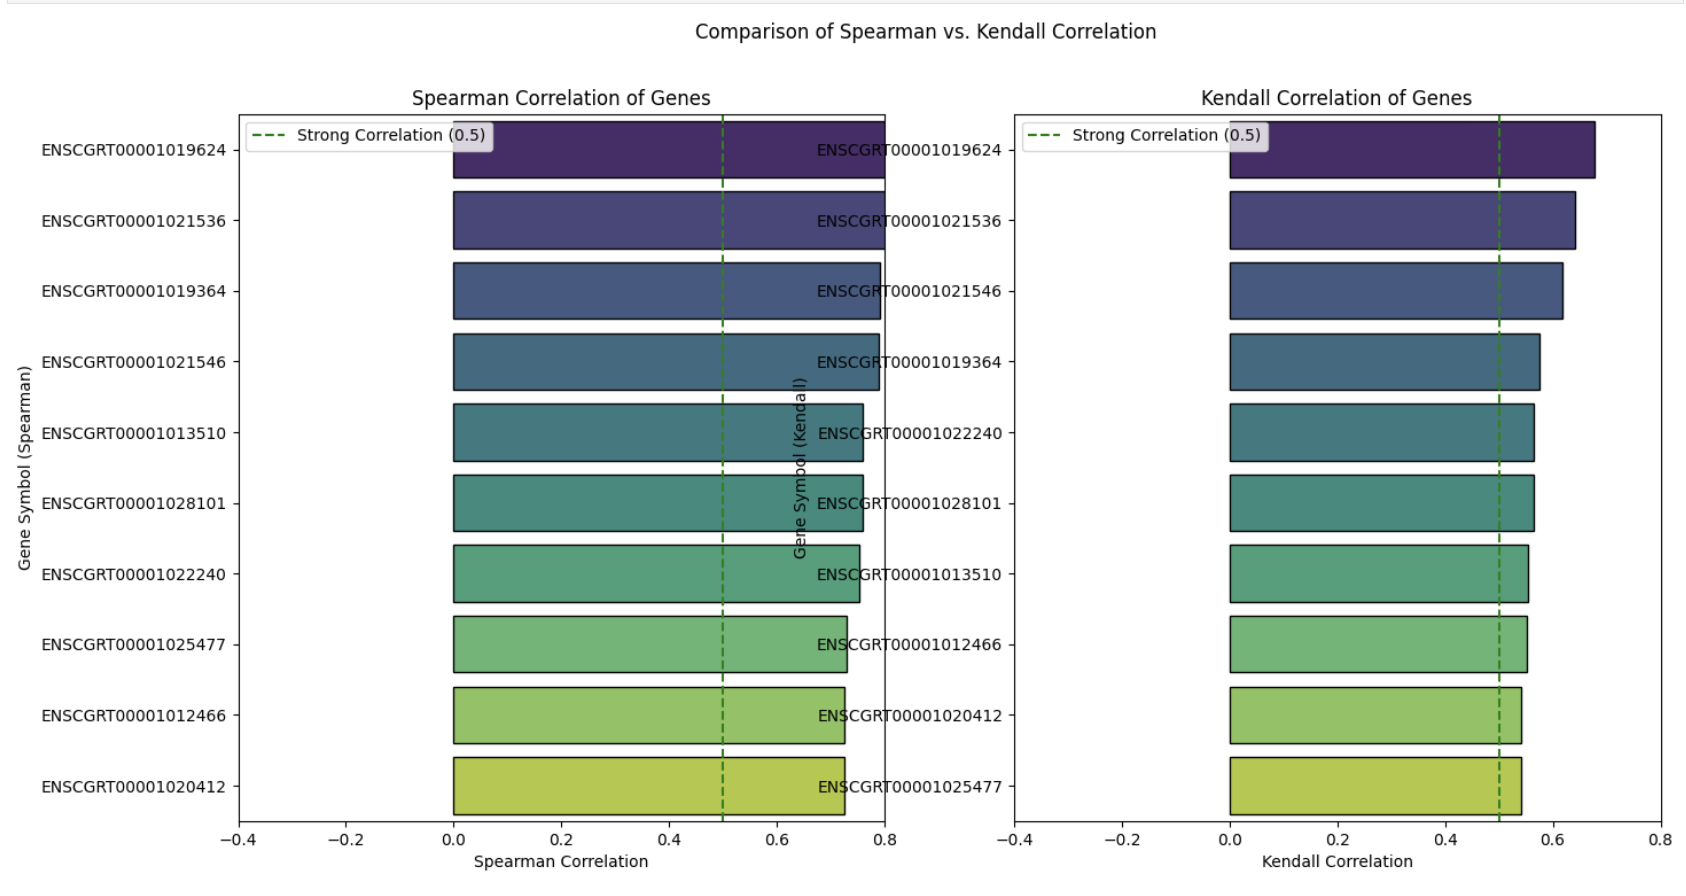 Comparison of Spearman vs. Kendall Correlation
Spearman Correlation of Genes
Strong Correlation (0.5)
Gene Symbol (Spearman)
ENSCGRT00001019624
ENSCGRT00001021536
ENSCGRT00001019364
ENSCGRT00001021546
ENSCGRT00001013510
ENSCGRT00001028101
ENSCGRT00001022240
ENSCGRT00001025477
ENSCGRT00001012466
ENSCGRT00001020412
−0.4 −0.2 0.0 0.2 0.4 0.6 0.8
Spearman Correlation
Kendall Correlation of Genes
Strong Correlation (0.5)
Gene Symbol (Kendall)
ENSCGRT00001019624
ENSCGRT00001021536
ENSCGRT00001021546
ENSCGRT00001019364
ENSCGRT00001022240
ENSCGRT00001028101
ENSCGRT00001013510
ENSCGRT00001012466
ENSCGRT00001020412
ENSCGRT00001025477
−0.4 −0.2 0.0 0.2 0.4 0.6 0.8
Kendall Correlation